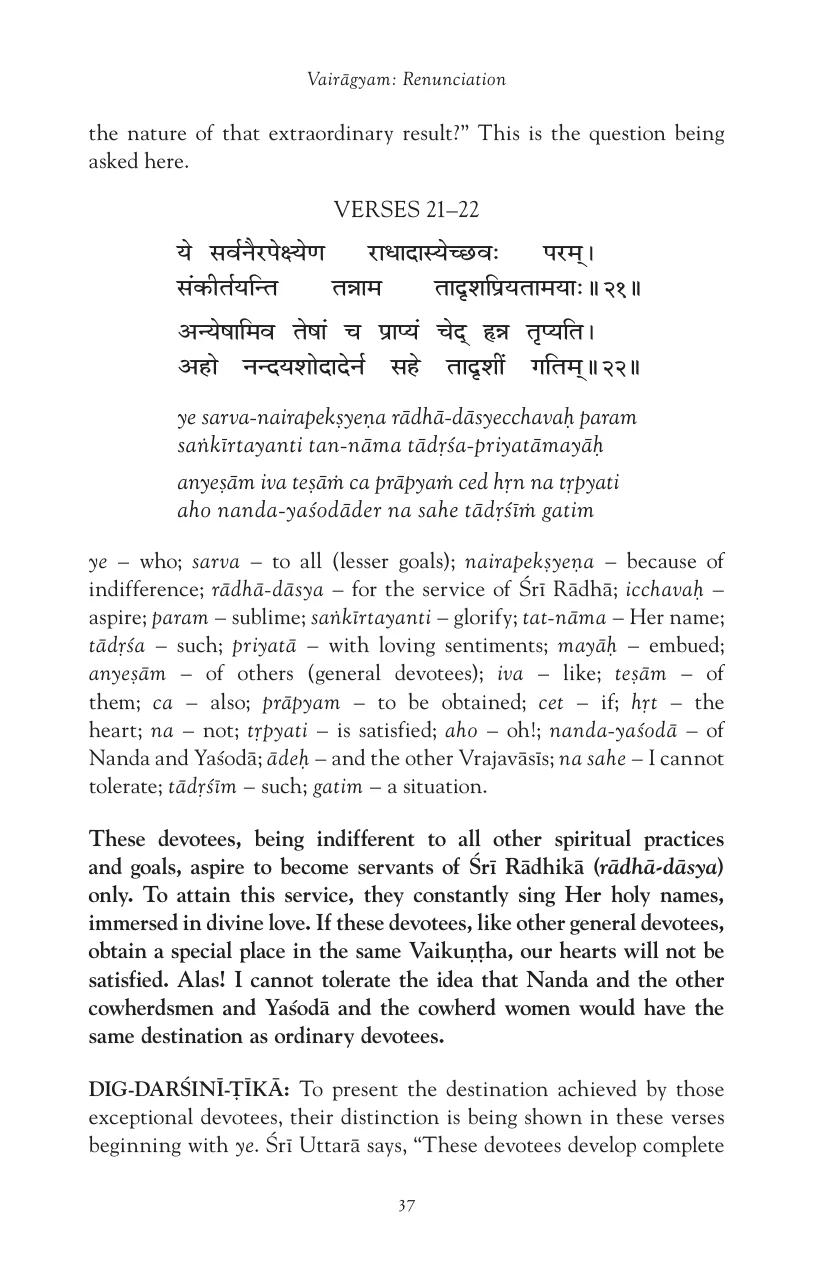 Vairāgyam: Renunciation
the nature of that extraordinary result?” This is the question being
asked here.
VERSES 21–22
ये सर्वनैरपेक्ष्येण राधादास्येच्छवः परम्।
संकीर्तयन्ति तन्नाम तादृशप्रियतामयाः॥२१॥
अन्येषामिव तेषां च प्राप्यं चेद् हृन्न तृप्यति।
अहो नन्दयशोदादेर्न सहे तादृशीं गतिम्॥२२॥
ye sarva-nairapekṣyeṇa rādhā-dāsyecchavaḥ param
saṅkīrtayanti tan-nāma tādṛśa-priyatāmayāḥ
anyeṣām iva teṣāṁ ca prāpyaṁ ced hṛn na tṛpyati
aho nanda-yaśodāder na sahe tādṛśīṁ gatim
ye – who; sarva – to all (lesser goals); nairapekṣyeṇa – because of
indifference; rādhā-dāsya – for the service of Śrī Rādhā; icchavaḥ –
aspire; param – sublime; saṅkīrtayanti – glorify; tat-nāma – Her name;
tādṛśa – such; priyatā – with loving sentiments; mayāḥ – embued;
anyeṣām – of others (general devotees); iva – like; teṣām – of
them; ca – also; prāpyam – to be obtained; cet – if; hṛt – the
heart; na – not; tṛpyati – is satisfied; aho – oh!; nanda-yaśodā – of
Nanda and Yaśodā; ādeḥ – and the other Vrajavāsīs; na sahe – I cannot
tolerate; tādṛśīm – such; gatim – a situation.
These devotees, being indifferent to all other spiritual practices
and goals, aspire to become servants of Śrī Rādhikā (rādhā-dāsya)
only. To attain this service, they constantly sing Her holy names,
immersed in divine love. If these devotees, like other general devotees,
obtain a special place in the same Vaikuṇṭha, our hearts will not be
satisfied. Alas! I cannot tolerate the idea that Nanda and the other
cowherdsmen and Yaśodā and the cowherd women would have the
same destination as ordinary devotees.
DIG-DARŚINĪ-ṬĪKĀ: To present the destination achieved by those
exceptional devotees, their distinction is being shown in these verses
beginning with ye. Śrī Uttarā says, “These devotees develop complete
37